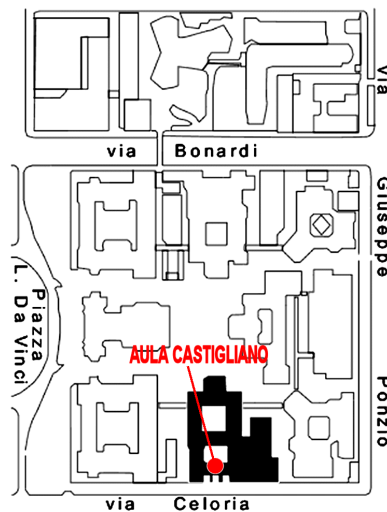 Via
via Bonardi
Giuseppe
Piazza
L. Da Vinci
AULA CASTIGLIANO
Ponzio
via Celoria